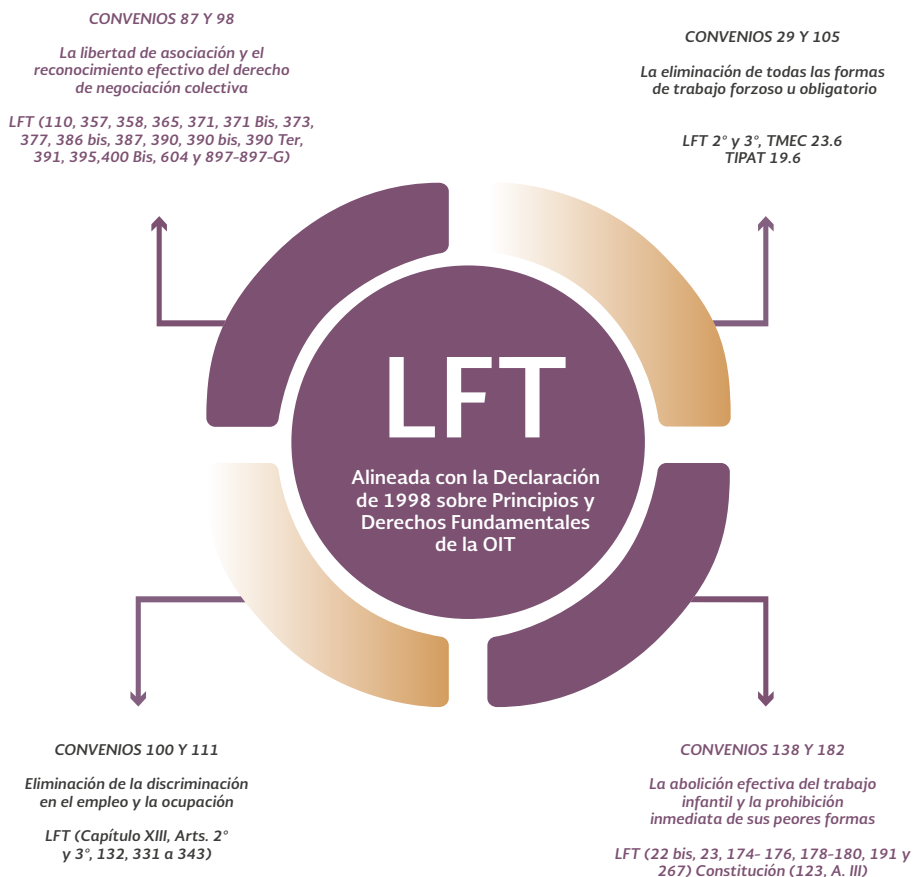 CONVENIOS 87 Y 98
La libertad de asociación y el
reconocimiento efectivo del derecho
de negociación colectiva
LFT (110, 357, 358, 365, 371, 371 Bis, 373,
377, 386 bis, 387, 390, 390 bis, 390 Ter,
391, 395,400 Bis, 604 y 897-897-G)
CONVENIOS 29 Y 105
La eliminación de todas las formas
de trabajo forzoso u obligatorio
LFT 2° y 3°, TMEC 23.6
TIPAT 19.6
LFT
Alineada con la Declaración
de 1998 sobre Principios y
Derechos Fundamentales
de la OIT
CONVENIOS 100 Y 111
Eliminación de la discriminación
en el empleo y la ocupación
LFT (Capítulo XIII, Arts. 2°
y 3°, 132, 331 a 343)
CONVENIOS 138 Y 182
La abolición efectiva del trabajo
infantil y la prohibición
inmediata de sus peores formas
LFT (22 bis, 23, 174- 176, 178-180, 191 y
267) Constitución (123, A. III)